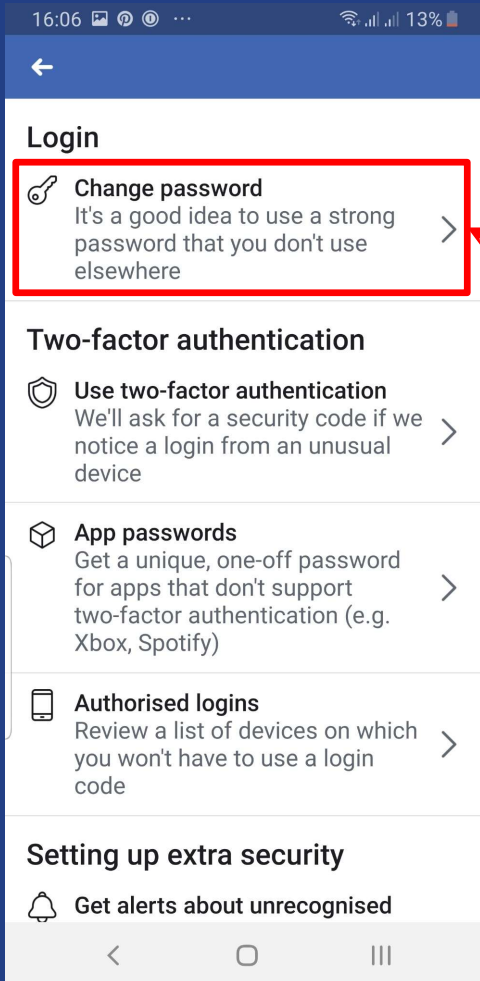 16:06 ... 13%
Login
Change password
It's a good idea to use a strong
password that you don't use
elsewhere
Two-factor authentication
Use two-factor authentication
We'll ask for a security code if we
notice a login from an unusual
device
App passwords
Get a unique, one-off password
for apps that don't support
two-factor authentication (e.g.
Xbox, Spotify)
Authorised logins
Review a list of devices on which
you won't have to use a login
code
Setting up extra security
Get alerts about unrecognised